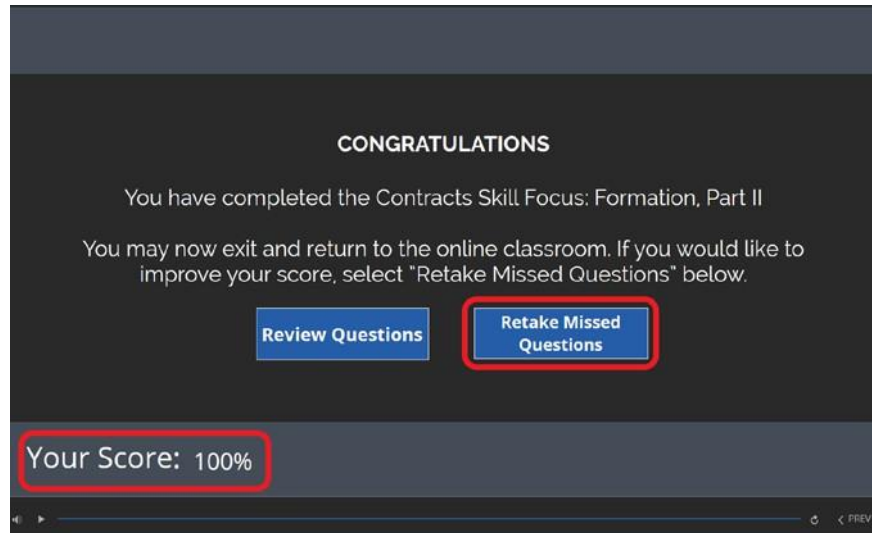 CONGRATULATIONS
You have completed the Contracts Skill Focus: Formation, Part II
You may now exit and return to the online classroom. If you would like to
improve your score, select "Retake Missed Questions" below.
Review Questions
Retake Missed
Questions
Your Score: 100%
PREV